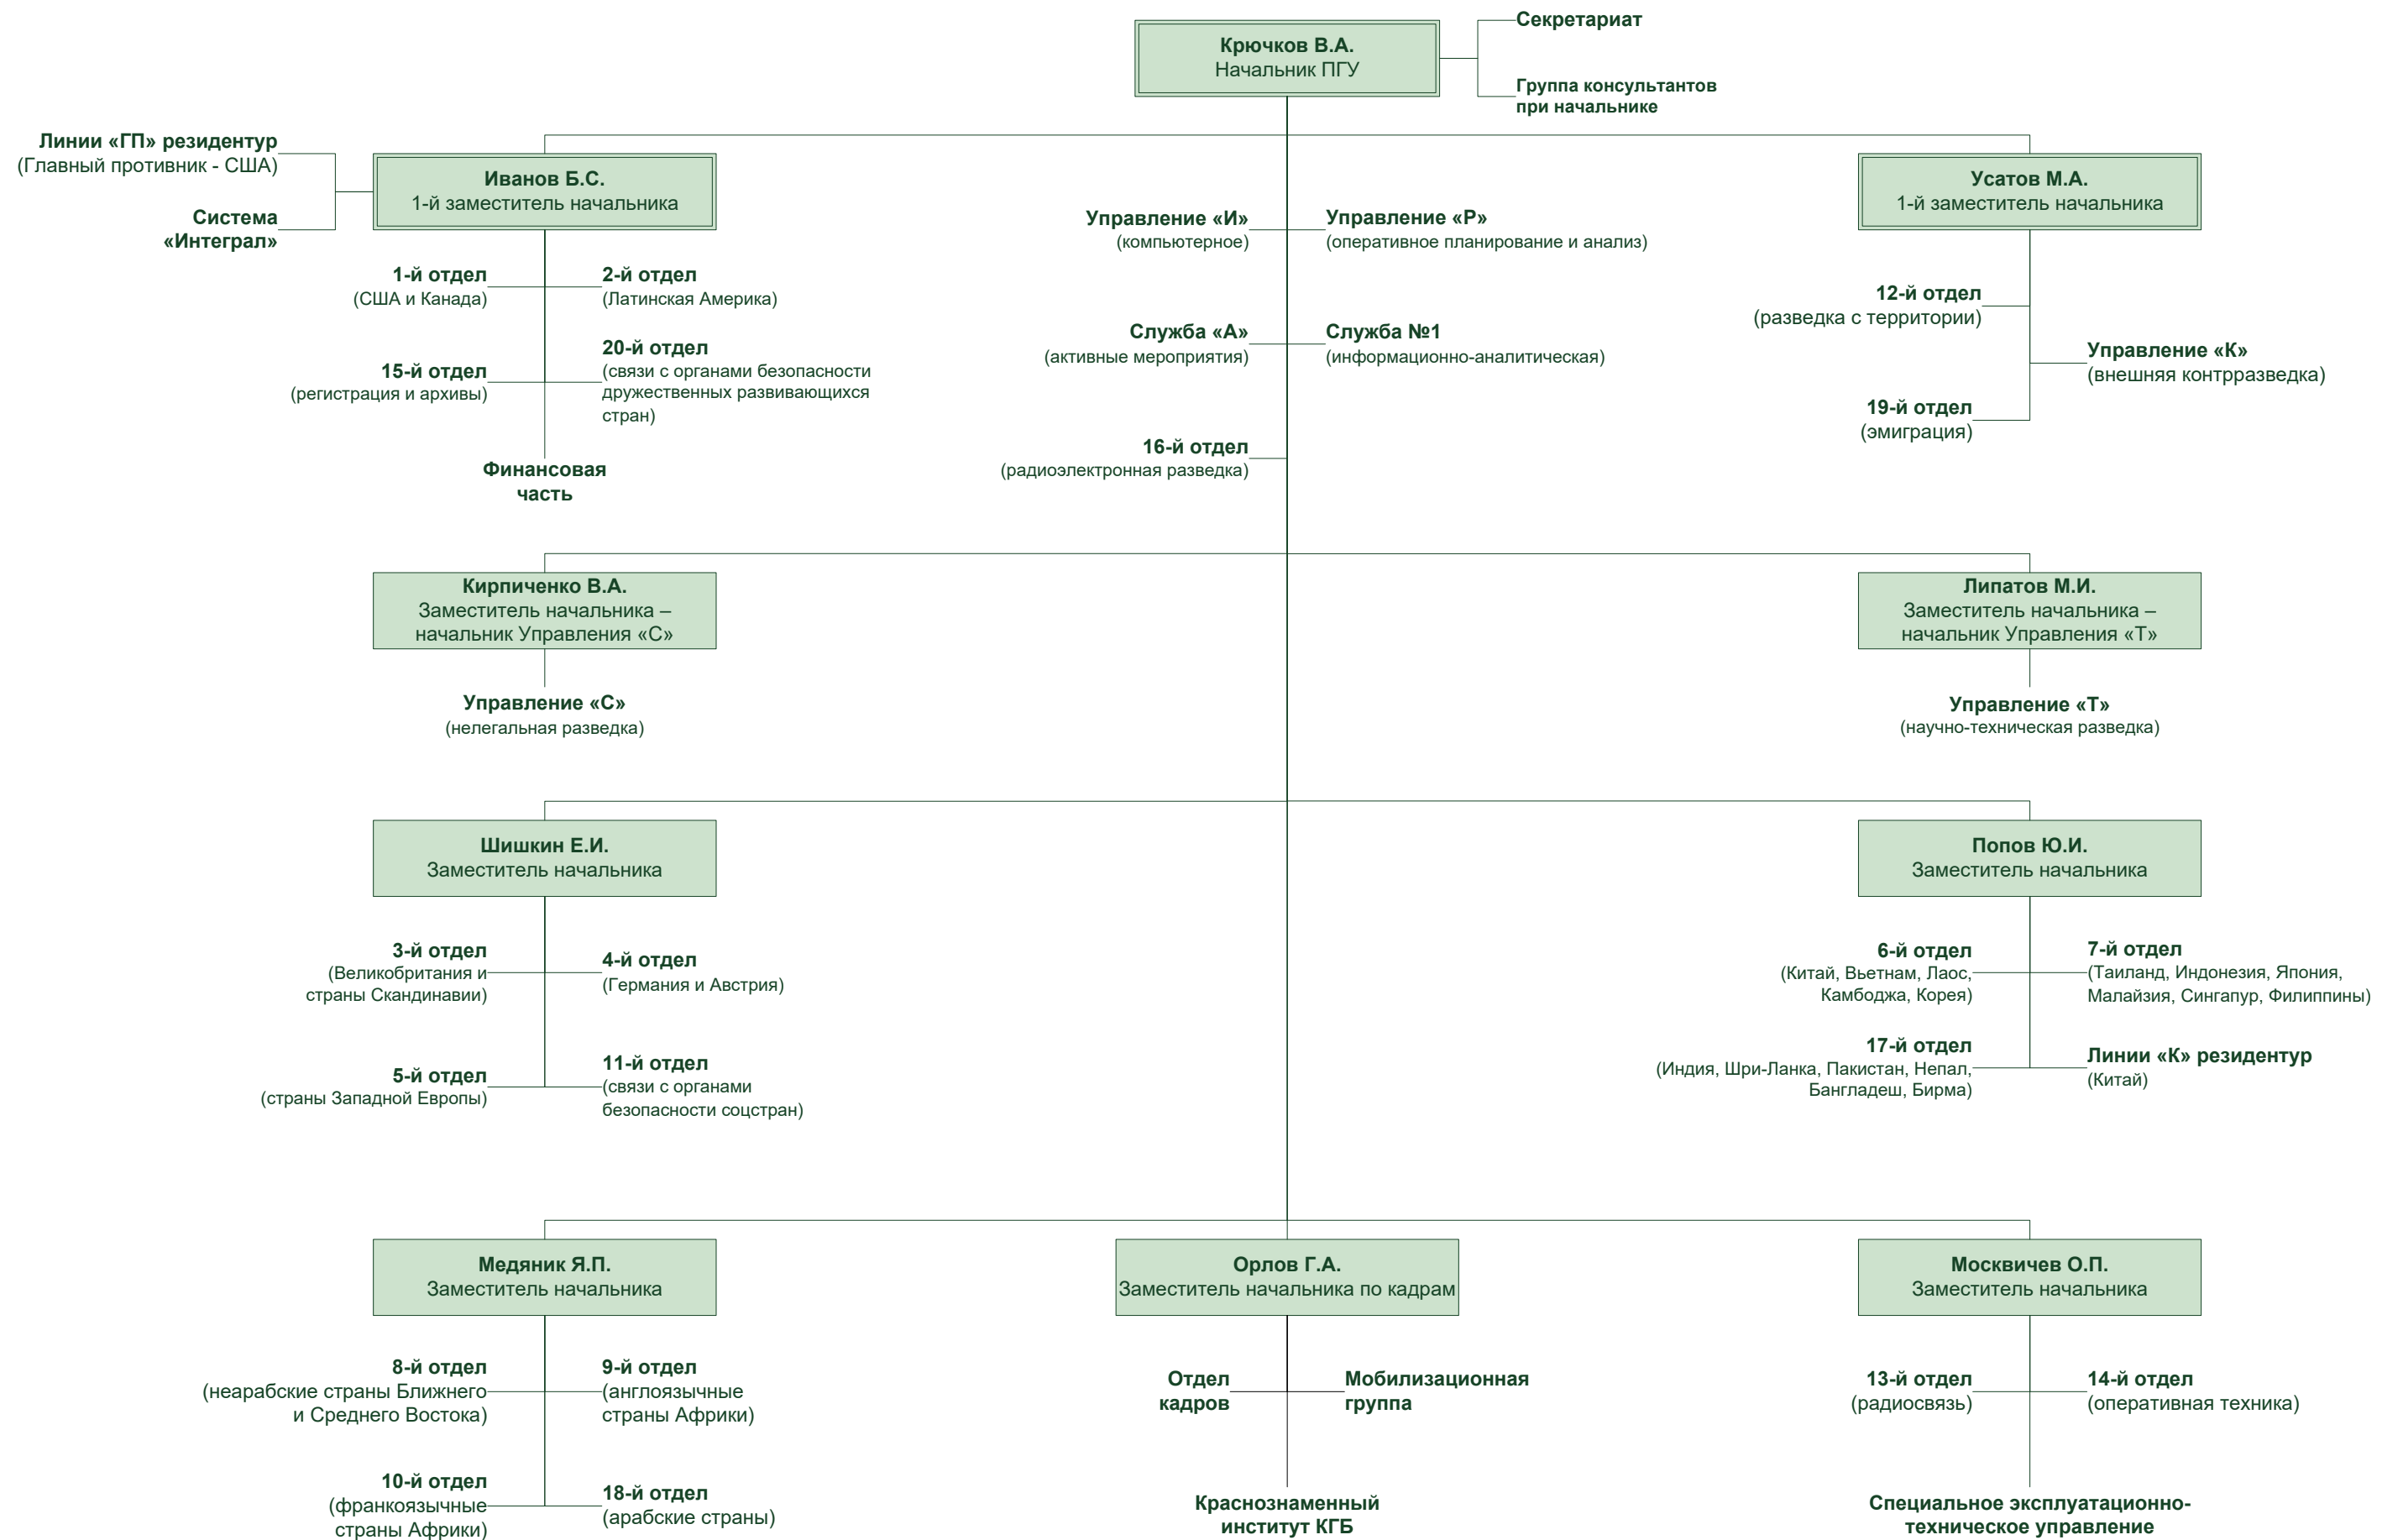 Крючков В.А.
Начальник ПГУ
Секретариат
Группа консультантов
при начальнике
Линии «ГП» резидентур
(Главный противник - США)
Система
«Интеграл»
Иванов Б.С.
1-й заместитель начальника
1-й отдел
(США и Канада)
2-й отдел
(Латинская Америка)
15-й отдел
(регистрация и архивы)
20-й отдел
(связи с органами безопасности
дружественных развивающихся
стран)
Финансовая
часть
Управление «И»
(компьютерное)
Управление «Р»
(оперативное планирование и анализ)
Служба «А»
(активные мероприятия)
Служба №1
(информационно-аналитическая)
16-й отдел
(радиоэлектронная разведка)
Усатов М.А.
1-й заместитель начальника
12-й отдел
(разведка с территории)
Управление «К»
(внешняя контрразведка)
19-й отдел
(эмиграция)
Кирпиченко В.А.
Заместитель начальника –
начальник Управления «С»
Управление «С»
(нелегальная разведка)
Липатов М.И.
Заместитель начальника –
начальник Управления «Т»
Управление «Т»
(научно-техническая разведка)
Шишкин Е.И.
Заместитель начальника
3-й отдел
(Великобритания и
страны Скандинавии)
4-й отдел
(Германия и Австрия)
5-й отдел
(страны Западной Европы)
11-й отдел
(связи с органами
безопасности соцстран)
Попов Ю.И.
Заместитель начальника
6-й отдел
(Китай, Вьетнам, Лаос,
Камбоджа, Корея)
7-й отдел
(Таиланд, Индонезия, Япония,
Малайзия, Сингапур, Филиппины)
17-й отдел
(Индия, Шри-Ланка, Пакистан, Непал,
Бангладеш, Бирма)
Линии «К» резидентур
(Китай)
Медяник Я.П.
Заместитель начальника
8-й отдел
(неарабские страны Ближнего
и Среднего Востока)
9-й отдел
(англоязычные
страны Африки)
10-й отдел
(франкоязычные
страны Африки)
18-й отдел
(арабские страны)
Орлов Г.А.
Заместитель начальника по кадрам
Отдел
кадров
Мобилизационная
группа
Краснознаменный
институт КГБ
Москвичев О.П.
Заместитель начальника
13-й отдел
(радиосвязь)
14-й отдел
(оперативная техника)
Специальное эксплуатационно-
техническое управление